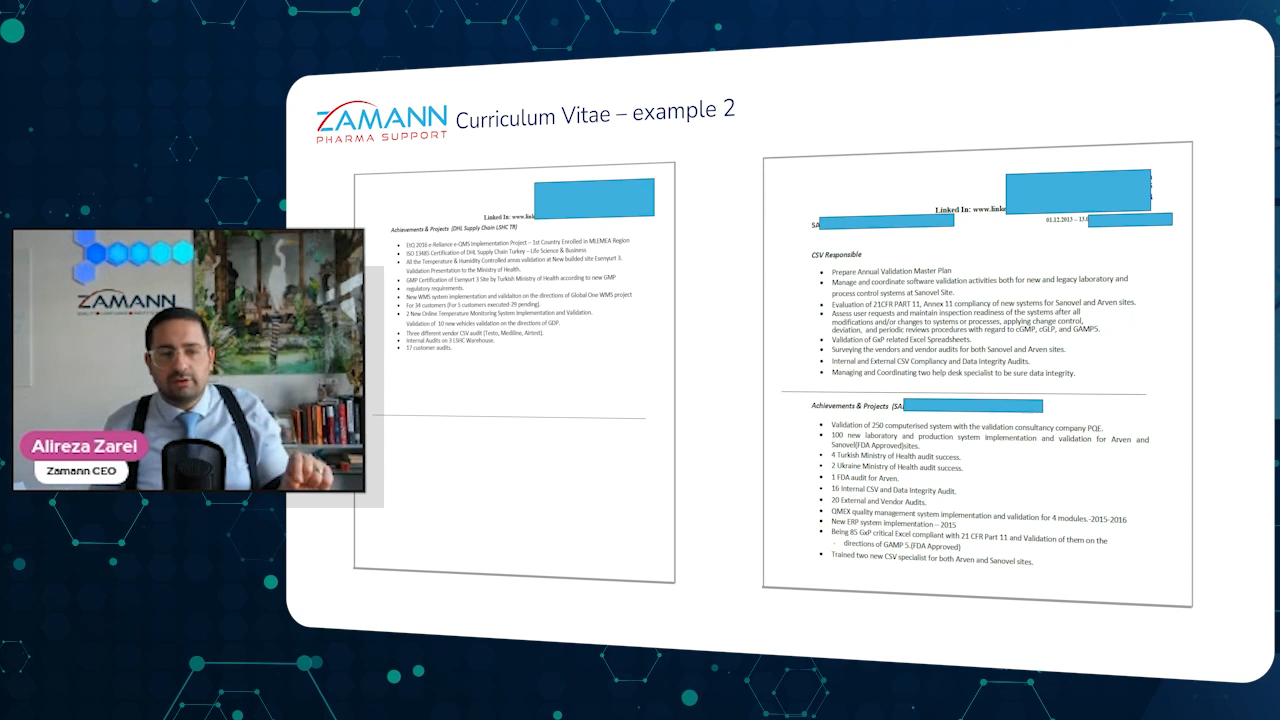 ZAMANN
PHARMA SUPPORT
Curriculum Vitae – example 2
Linked In: www.link
Achievements & Projects (DHL Supply Chain LSHC TR)
EtQ 2016 e-Reliance e-QMS Implementation Project – 1st Country Enrolled in MLEMEA Region
ISO 13485 Certification of DHL Supply Chain Turkey – Life Science & Business
All the Temperature & Humidity Controlled areas validation at New builded site Esenyurt 3.
Validation Presentation to the Ministry of Health.
GMP Certification of Esenyurt 3 Site by Turkish Ministry of Health according to new GMP
regulatory requirements.
New WMS system implementation and validaiton on the directions of Global One WMS project
For 34 customers (For 5 customers executed-29 pending).
2 New Online Temperature Monitoring System Implementation and Validation.
Validation of 10 new vehicles validation on the directions of GDP.
Three different vendor CSV audit (Testo, Mediline, Airtest).
Internal Audits on 3 LSHC Warehouse.
17 customer audits.
Linked In: www.linke
SA
01.12.2013 – 13.0
CSV Responsible
Prepare Annual Validation Master Plan
Manage and coordinate software validation activities both for new and legacy laboratory and
process control systems at Sanovel Site.
Evaluation of 21CFR PART 11, Annex 11 compliancy of new systems for Sanovel and Arven sites.
Assess user requests and maintain inspection readiness of the systems after all
modifications and/or changes to systems or processes, applying change control,
deviation, and periodic reviews procedures with regard to cGMP, cGLP, and GAMP5.
Validation of GxP related Excel Spreadsheets.
Surveying the vendors and vendor audits for both Sanovel and Arven sites.
Internal and External CSV Compliancy and Data Integrity Audits.
Managing and Coordinating two help desk specialist to be sure data integrity.
Achievements & Projects (SA
Validation of 250 computerised system with the validation consultancy company PQE.
100 new laboratory and production system implementation and validation for Arven and
Sanovel(FDA Approved)sites.
4 Turkish Ministry of Health audit success.
2 Ukraine Ministry of Health audit success.
1 FDA audit for Arven.
16 Internal CSV and Data Integrity Audit.
20 External and Vendor Audits.
QMEX quality management system implementation and validation for 4 modules.-2015-2016
New ERP system implementation – 2015
Being 85 GxP critical Excel compliant with 21 CFR Part 11 and Validation of them on the
- directions of GAMP 5.(FDA Approved)
Trained two new CSV specialist for both Arven and Sanovel sites.
ZAMANN
Alireza Zarei
Zamann CEO